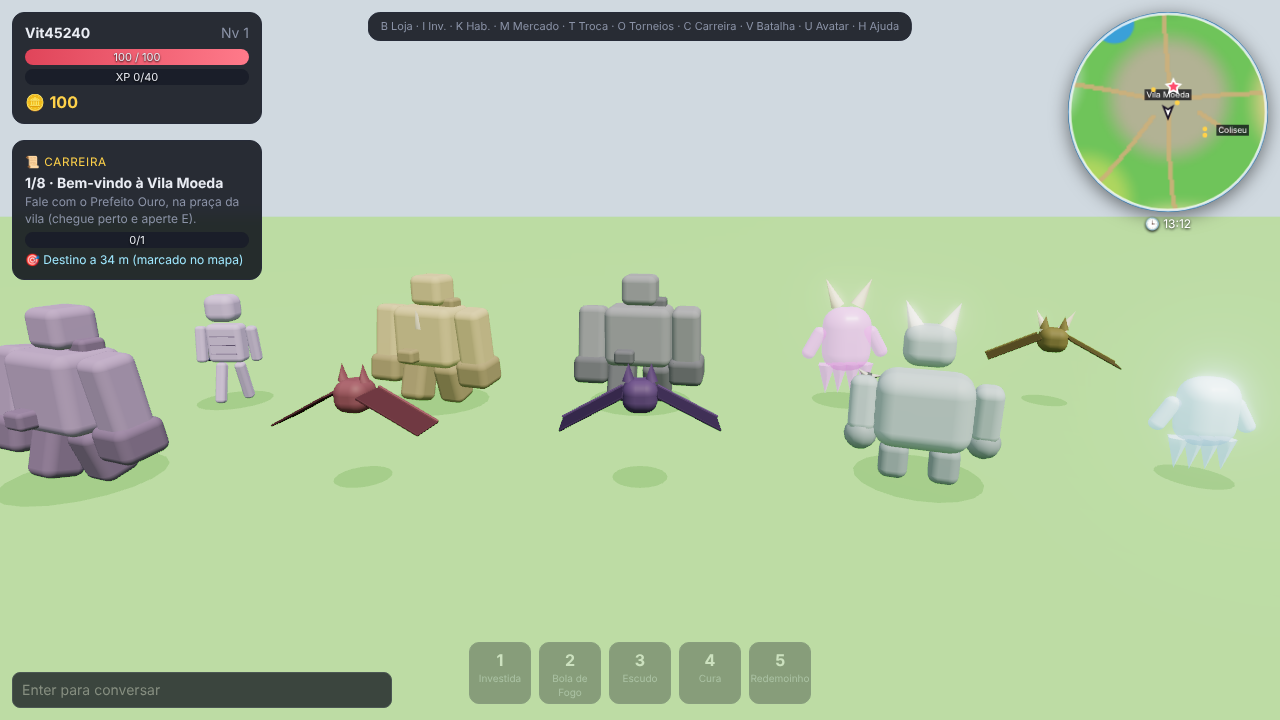 Vit45240 Nv 1
100 / 100
XP 0/40
100
CARREIRA
1/8 · Bem-vindo à Vila Moeda
Fale com o Prefeito Ouro, na praça da
vila (chegue perto e aperte E).
0/1
Destino a 34 m (marcado no mapa)
B Loja · I Inv. · K Hab. · M Mercado · T Troca · O Torneios · C Carreira · V Batalha · U Avatar · H Ajuda
Vila Moeda
Coliseu
13:12
Enter para conversar
1
Investida
2
Bola de
Fogo
3
Escudo
4
Cura
5
Redemoinho